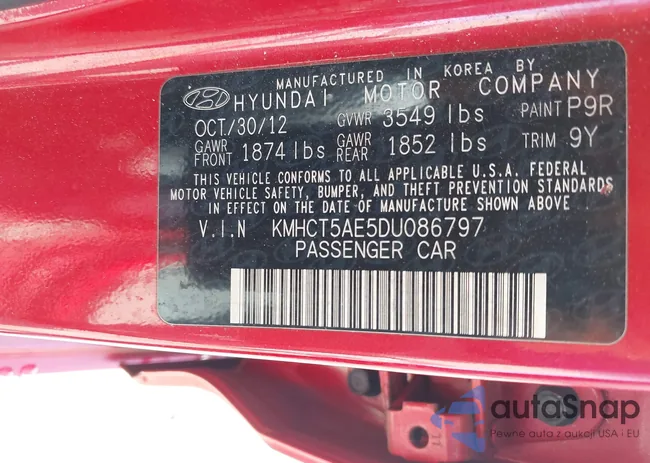 MANUFACTURED IN KOREA BY
HYUNDAI MOTOR COMPANY
OCT/30/12 GVWR 3549 lbs PAINT P9R
GAWR FRONT 1874 lbs GAWR REAR 1852 lbs TRIM 9Y
THIS VEHICLE CONFORMS TO ALL APPLICABLE U.S.A. FEDERAL
MOTOR VEHICLE SAFETY, BUMPER, AND THEFT PREVENTION STANDARDS
IN EFFECT ON THE DATE OF MANUFACTURE SHOWN ABOVE
V.I.N KMHCT5AE5DU086797
PASSENGER CAR
autaSnap
Pewne auta z aukcji USA i EU